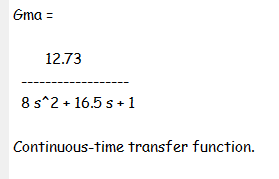 Gma =
12.73
------------------
8 s^2 + 16.5 s + 1
Continuous-time transfer function.